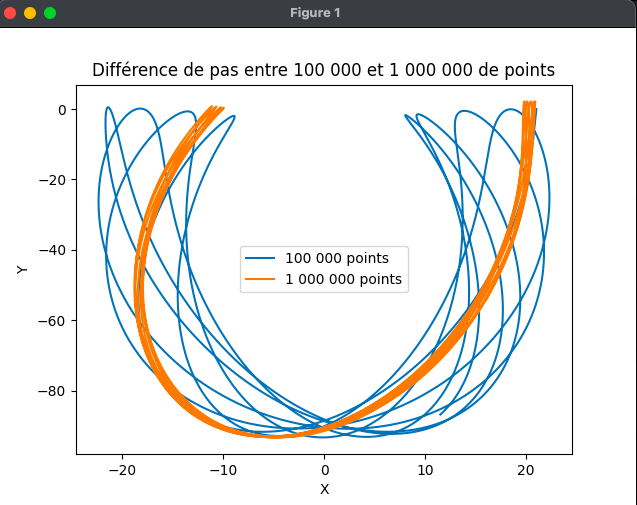 Figure 1
Différence de pas entre 100 000 et 1 000 000 de points
0
−20
−40
−60
−80
Y
100 000 points
1 000 000 points
−20
−10
0
10
20
X